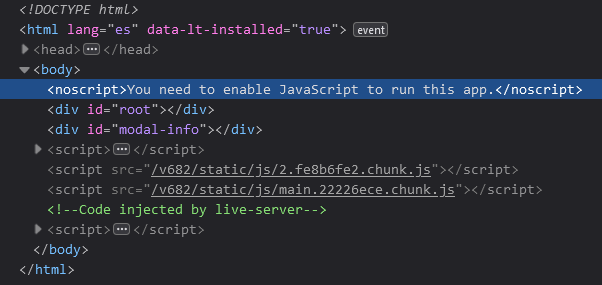 <!DOCTYPE html>
<html lang="es" data-lt-installed="true"> event
<head> ··· </head>
<body>
<noscript>You need to enable JavaScript to run this app.</noscript>
<div id="root"></div>
<div id="modal-info"></div>
<script> ··· </script>
<script src="/v682/static/js/2.fe8b6fe2.chunk.js"></script>
<script src="/v682/static/js/main.22226ece.chunk.js"></script>
<!--Code injected by live-server-->
<script> ··· </script>
</body>
</html>